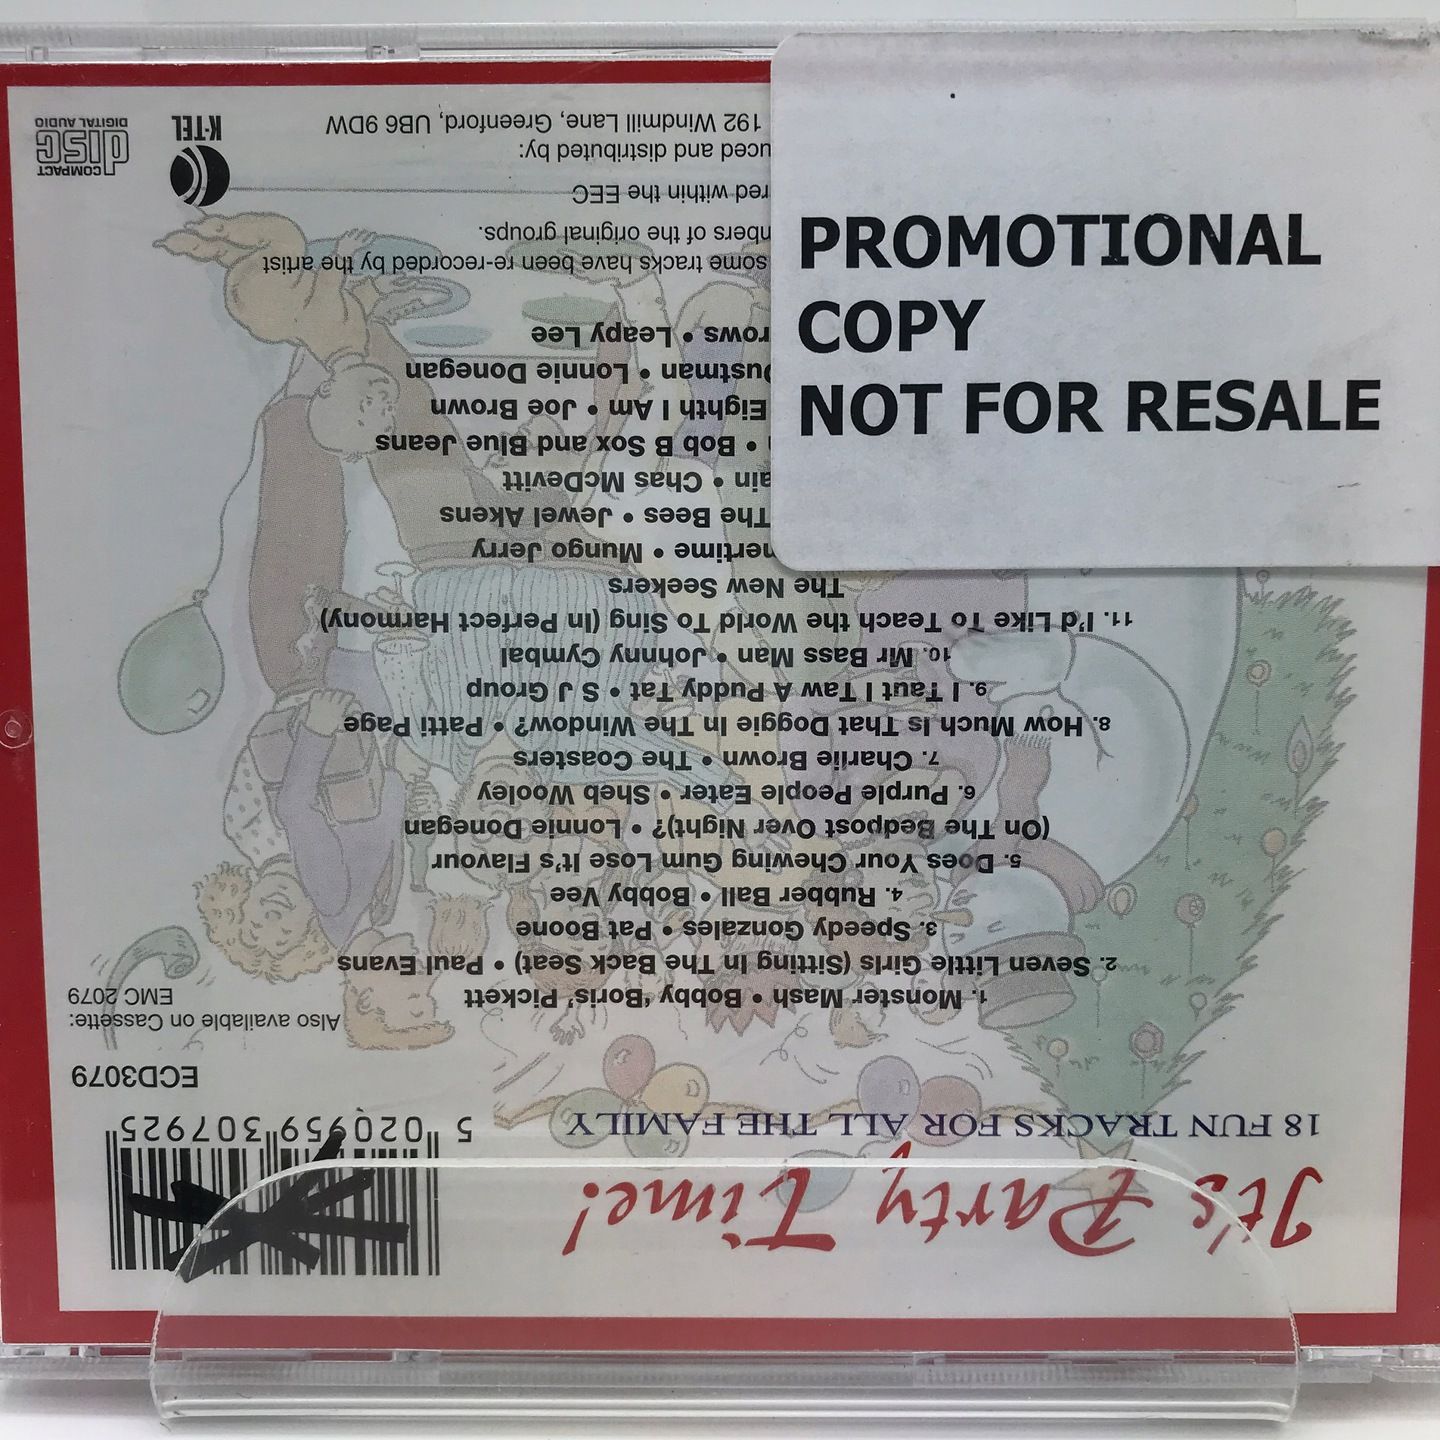 PROMOTIONAL
COPY
NOT FOR RESALE
It's Party Time!
18 FUN TRACKS FOR ALL THE FAMILY
5 020959 307925
ECD3079
Also available on Cassette:
EMC 2079
1. Monster Mash • Bobby 'Boris' Pickett
2. Seven Little Girls (Sitting In The Back Seat) • Paul Evans
3. Speedy Gonzales • Pat Boone
4. Rubber Ball • Bobby Vee
5. Does Your Chewing Gum Lose It's Flavour
(On The Bedpost Over Night)? • Lonnie Donegan
6. Purple People Eater • Sheb Wooley
7. Charlie Brown • The Coasters
8. How Much Is That Doggie In The Window? • Patti Page
9. I Taut I Taw A Puddy Tat • S J Group
10. Mr Bass Man • Johnny Cymbal
11. I'd Like To Teach the World To Sing (In Perfect Harmony)
The New Seekers
mertime • Mungo Jerry
The Bees • Jewel Akens
ain • Chas McDevitt
• Bob B Sox and Blue Jeans
Eighth I Am • Joe Brown
Dustman • Lonnie Donegan
rows • Leapy Lee
some tracks have been re-recorded by the artist
mbers of the original groups.
red within the EEC
uced and distributed by:
192 Windmill Lane, Greenford, UB6 9DW
K-TEL
COMPACT
disc
DIGITAL AUDIO